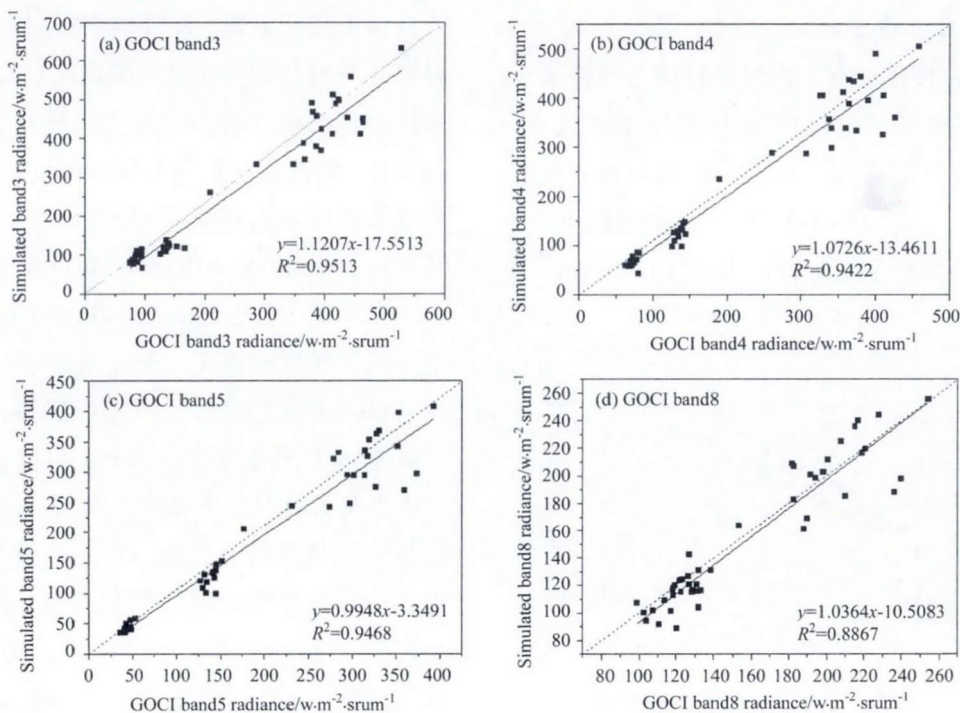 (a) GOCI band3
Simulated band3 radiance/w·m⁻²·srum⁻¹
700
600
500
400
300
200
100
0
y=1.1207x-17.5513
R²=0.9513
0 100 200 300 400 500 600
GOCI band3 radiance/w·m⁻²·srum⁻¹
(b) GOCI band4
Simulated band4 radiance/w·m⁻²·srum⁻¹
500
400
300
200
100
0
y=1.0726x-13.4611
R²=0.9422
0 100 200 300 400 500
GOCI band4 radiance/w·m⁻²·srum⁻¹
(c) GOCI band5
Simulated band5 radiance/w·m⁻²·srum⁻¹
450
400
350
300
250
200
150
100
50
0
y=0.9948x-3.3491
R²=0.9468
0 50 100 150 200 250 300 350 400
GOCI band5 radiance/w·m⁻²·srum⁻¹
(d) GOCI band8
Simulated band8 radiance/w·m⁻²·srum⁻¹
260
240
220
200
180
160
140
120
100
80
y=1.0364x-10.5083
R²=0.8867
80 100 120 140 160 180 200 220 240 260
GOCI band8 radiance/w·m⁻²·srum⁻¹